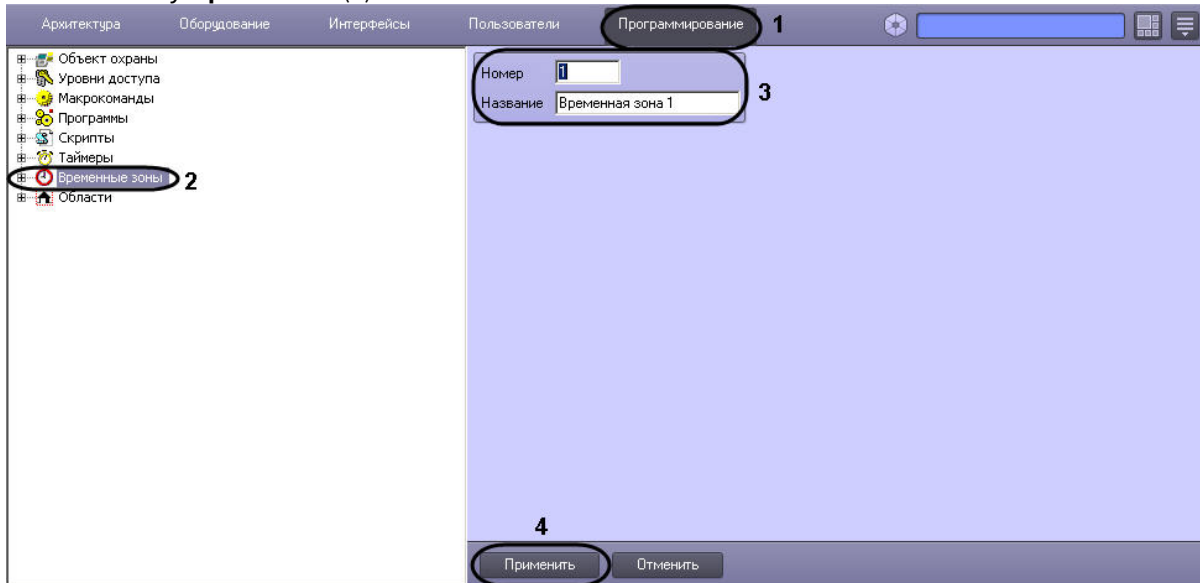 Архитектура Оборудование Интерфейсы Пользователи Программирование 1
Объект охраны
Уровни доступа
Макрокоманды
Программы
Скрипты
Таймеры
Временные зоны 2
Области
Номер 1
Название Временная зона 1
3
4
Применить Отменить